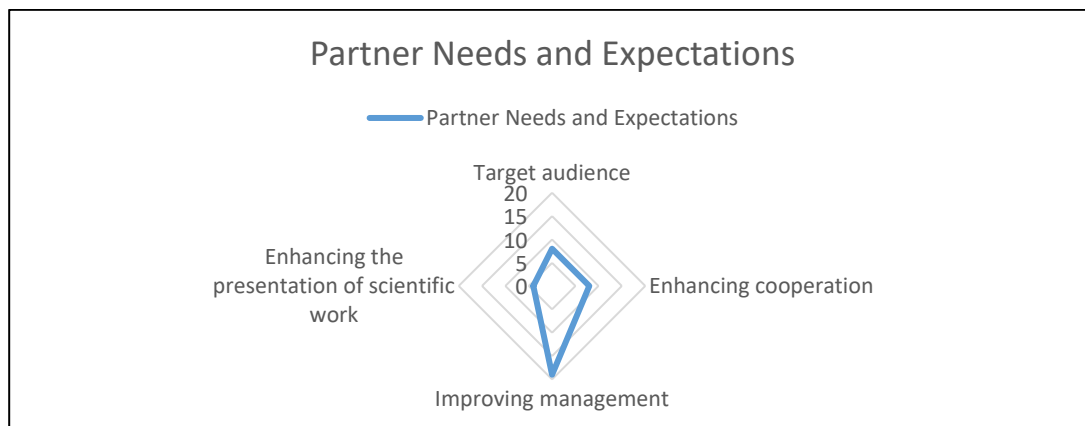 Partner Needs and Expectations
Partner Needs and Expectations
Target audience
20
15
10
5
0
Enhancing the
presentation of scientific
work
Enhancing cooperation
Improving management